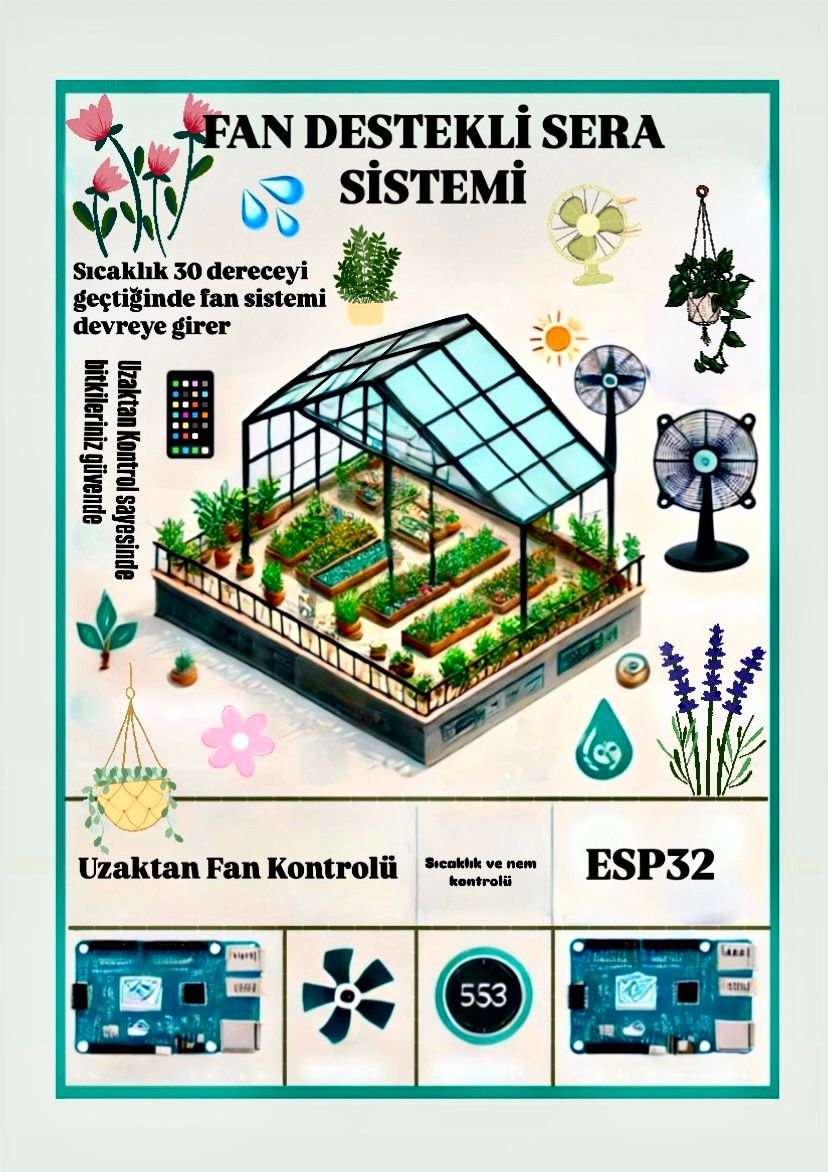 FAN DESTEKLİ SERA
SİSTEMİ
Sıcaklık 30 dereceyi
geçtiğinde fan sistemi
devreye girer
Uzaktan Kontrol sayesinde
bitkileriniz güvende
Uzaktan Fan Kontrolü
Sıcaklık ve nem
kontrolü
ESP32
553